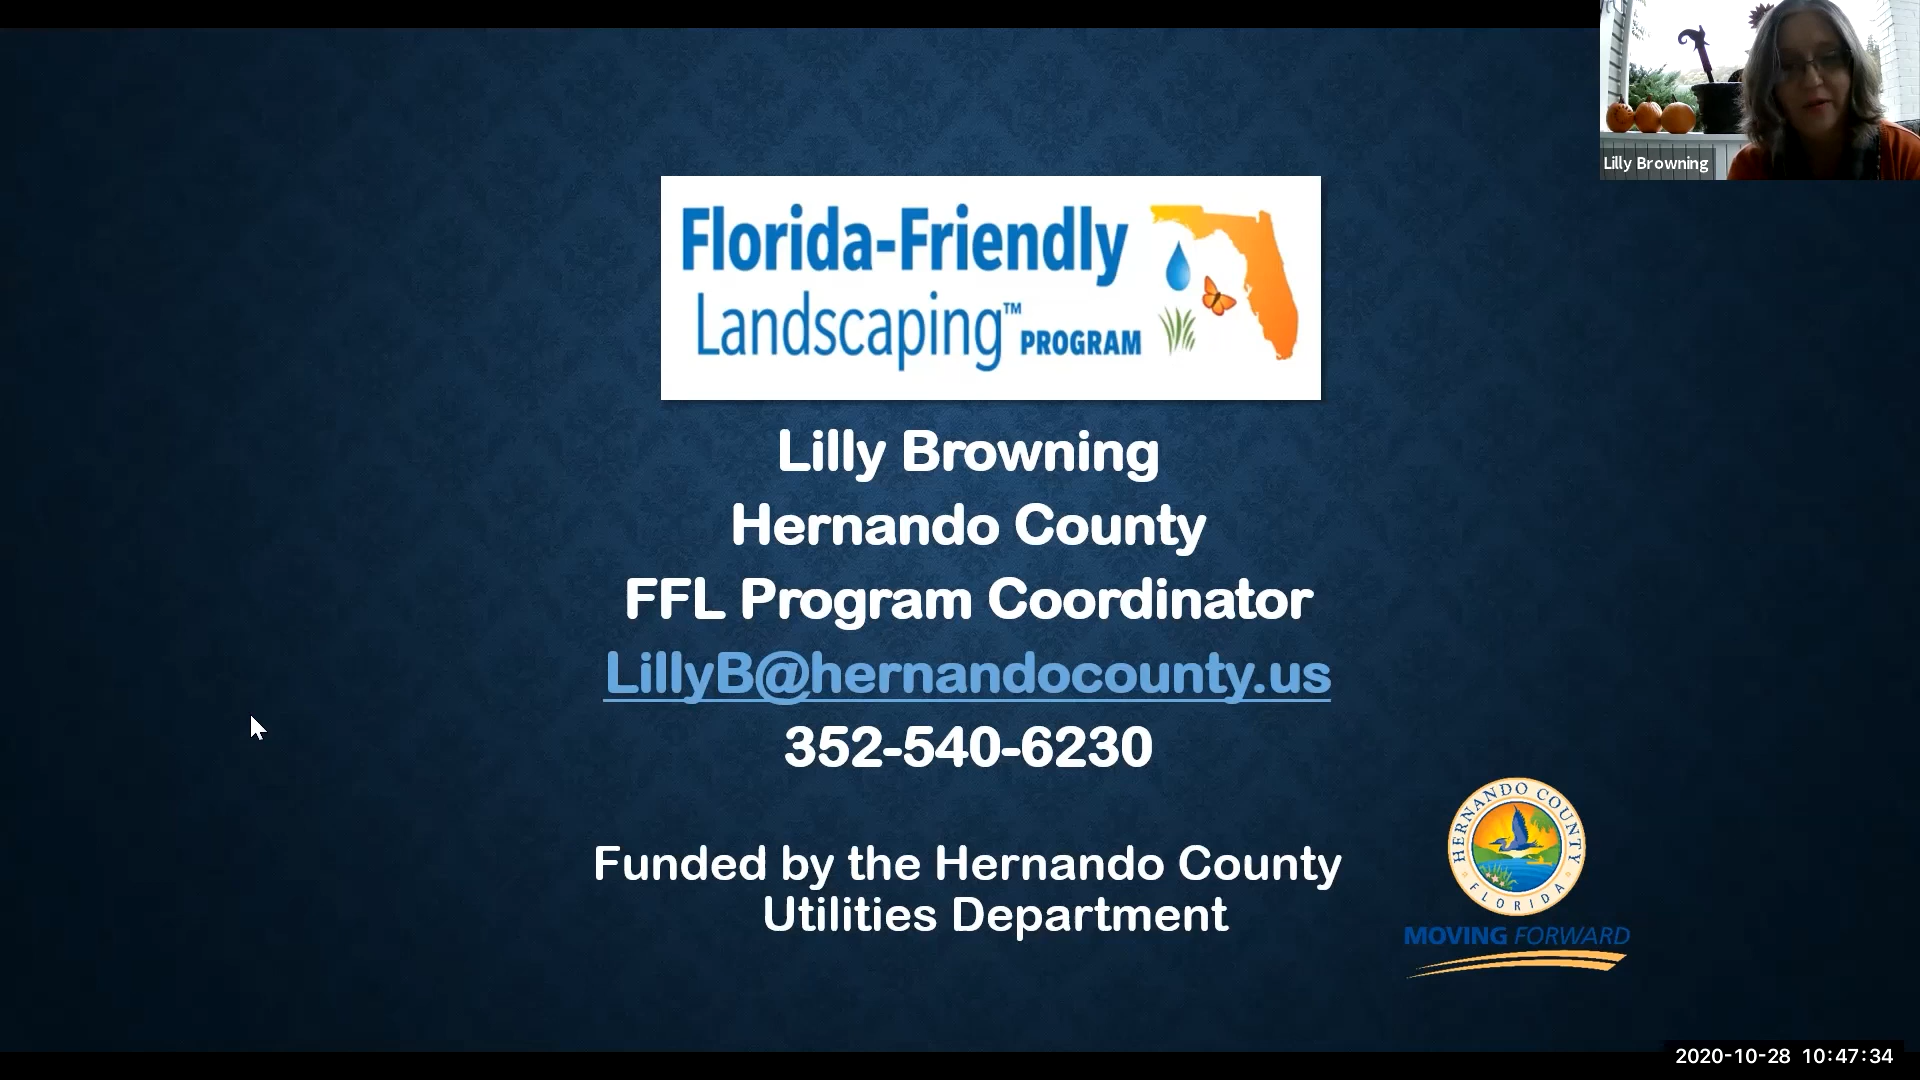 Lilly Browning
Florida-Friendly
Landscaping™ PROGRAM
Lilly Browning
Hernando County
FFL Program Coordinator
LillyB@hernandocounty.us
352-540-6230
Funded by the Hernando County
Utilities Department
HERNANDO COUNTY
FLORIDA
MOVING FORWARD
2020-10-28 10:47:34